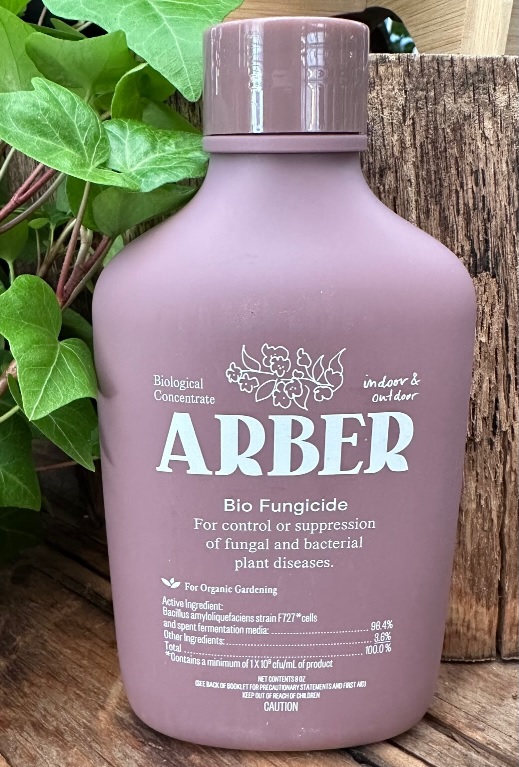 Biological
Concentrate
indoor &
outdoor
ARBER
Bio Fungicide
For control or suppression
of fungal and bacterial
plant diseases.
For Organic Gardening
Active Ingredient:
Bacillus amyloliquefaciens strain F727* cells
and spent fermentation media: 96.4%
Other Ingredients: 3.6%
Total 100.0%
*Contains a minimum of 1 X 10⁹ cfu/mL of product
NET CONTENTS 8 OZ
(SEE BACK OF BOOKLET FOR PRECAUTIONARY STATEMENTS AND FIRST AID)
KEEP OUT OF REACH OF CHILDREN
CAUTION